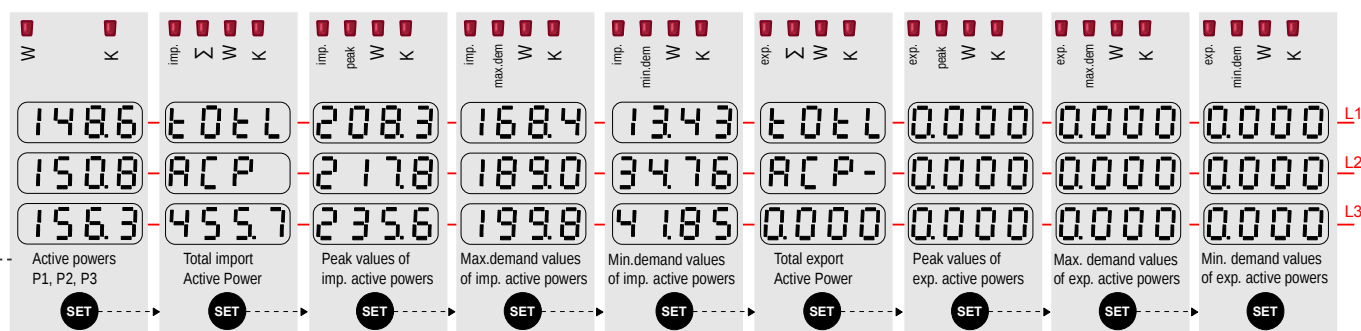 W K
imp. Σ W K
imp. peak W K
imp. max.dem W K
imp. min.dem W K
exp. Σ W K
exp. peak W K
exp. max.dem W K
exp. min.dem W K
148.6 tOtL 208.3 168.4 13.43 tOtL 0.000 0.000 0.000 L1
150.8 ACP 217.8 189.0 34.76 ACP- 0.000 0.000 0.000 L2
156.3 455.7 235.6 199.8 41.85 0.000 0.000 0.000 0.000 L3
Active powers
P1, P2, P3
Total import
Active Power
Peak values of
imp. active powers
Max.demand values
of imp. active powers
Min.demand values
of imp. active powers
Total export
Active Power
Peak values of
exp. active powers
Max. demand values
of exp. active powers
Min. demand values
of exp. active powers
SET SET SET SET SET SET SET SET SET